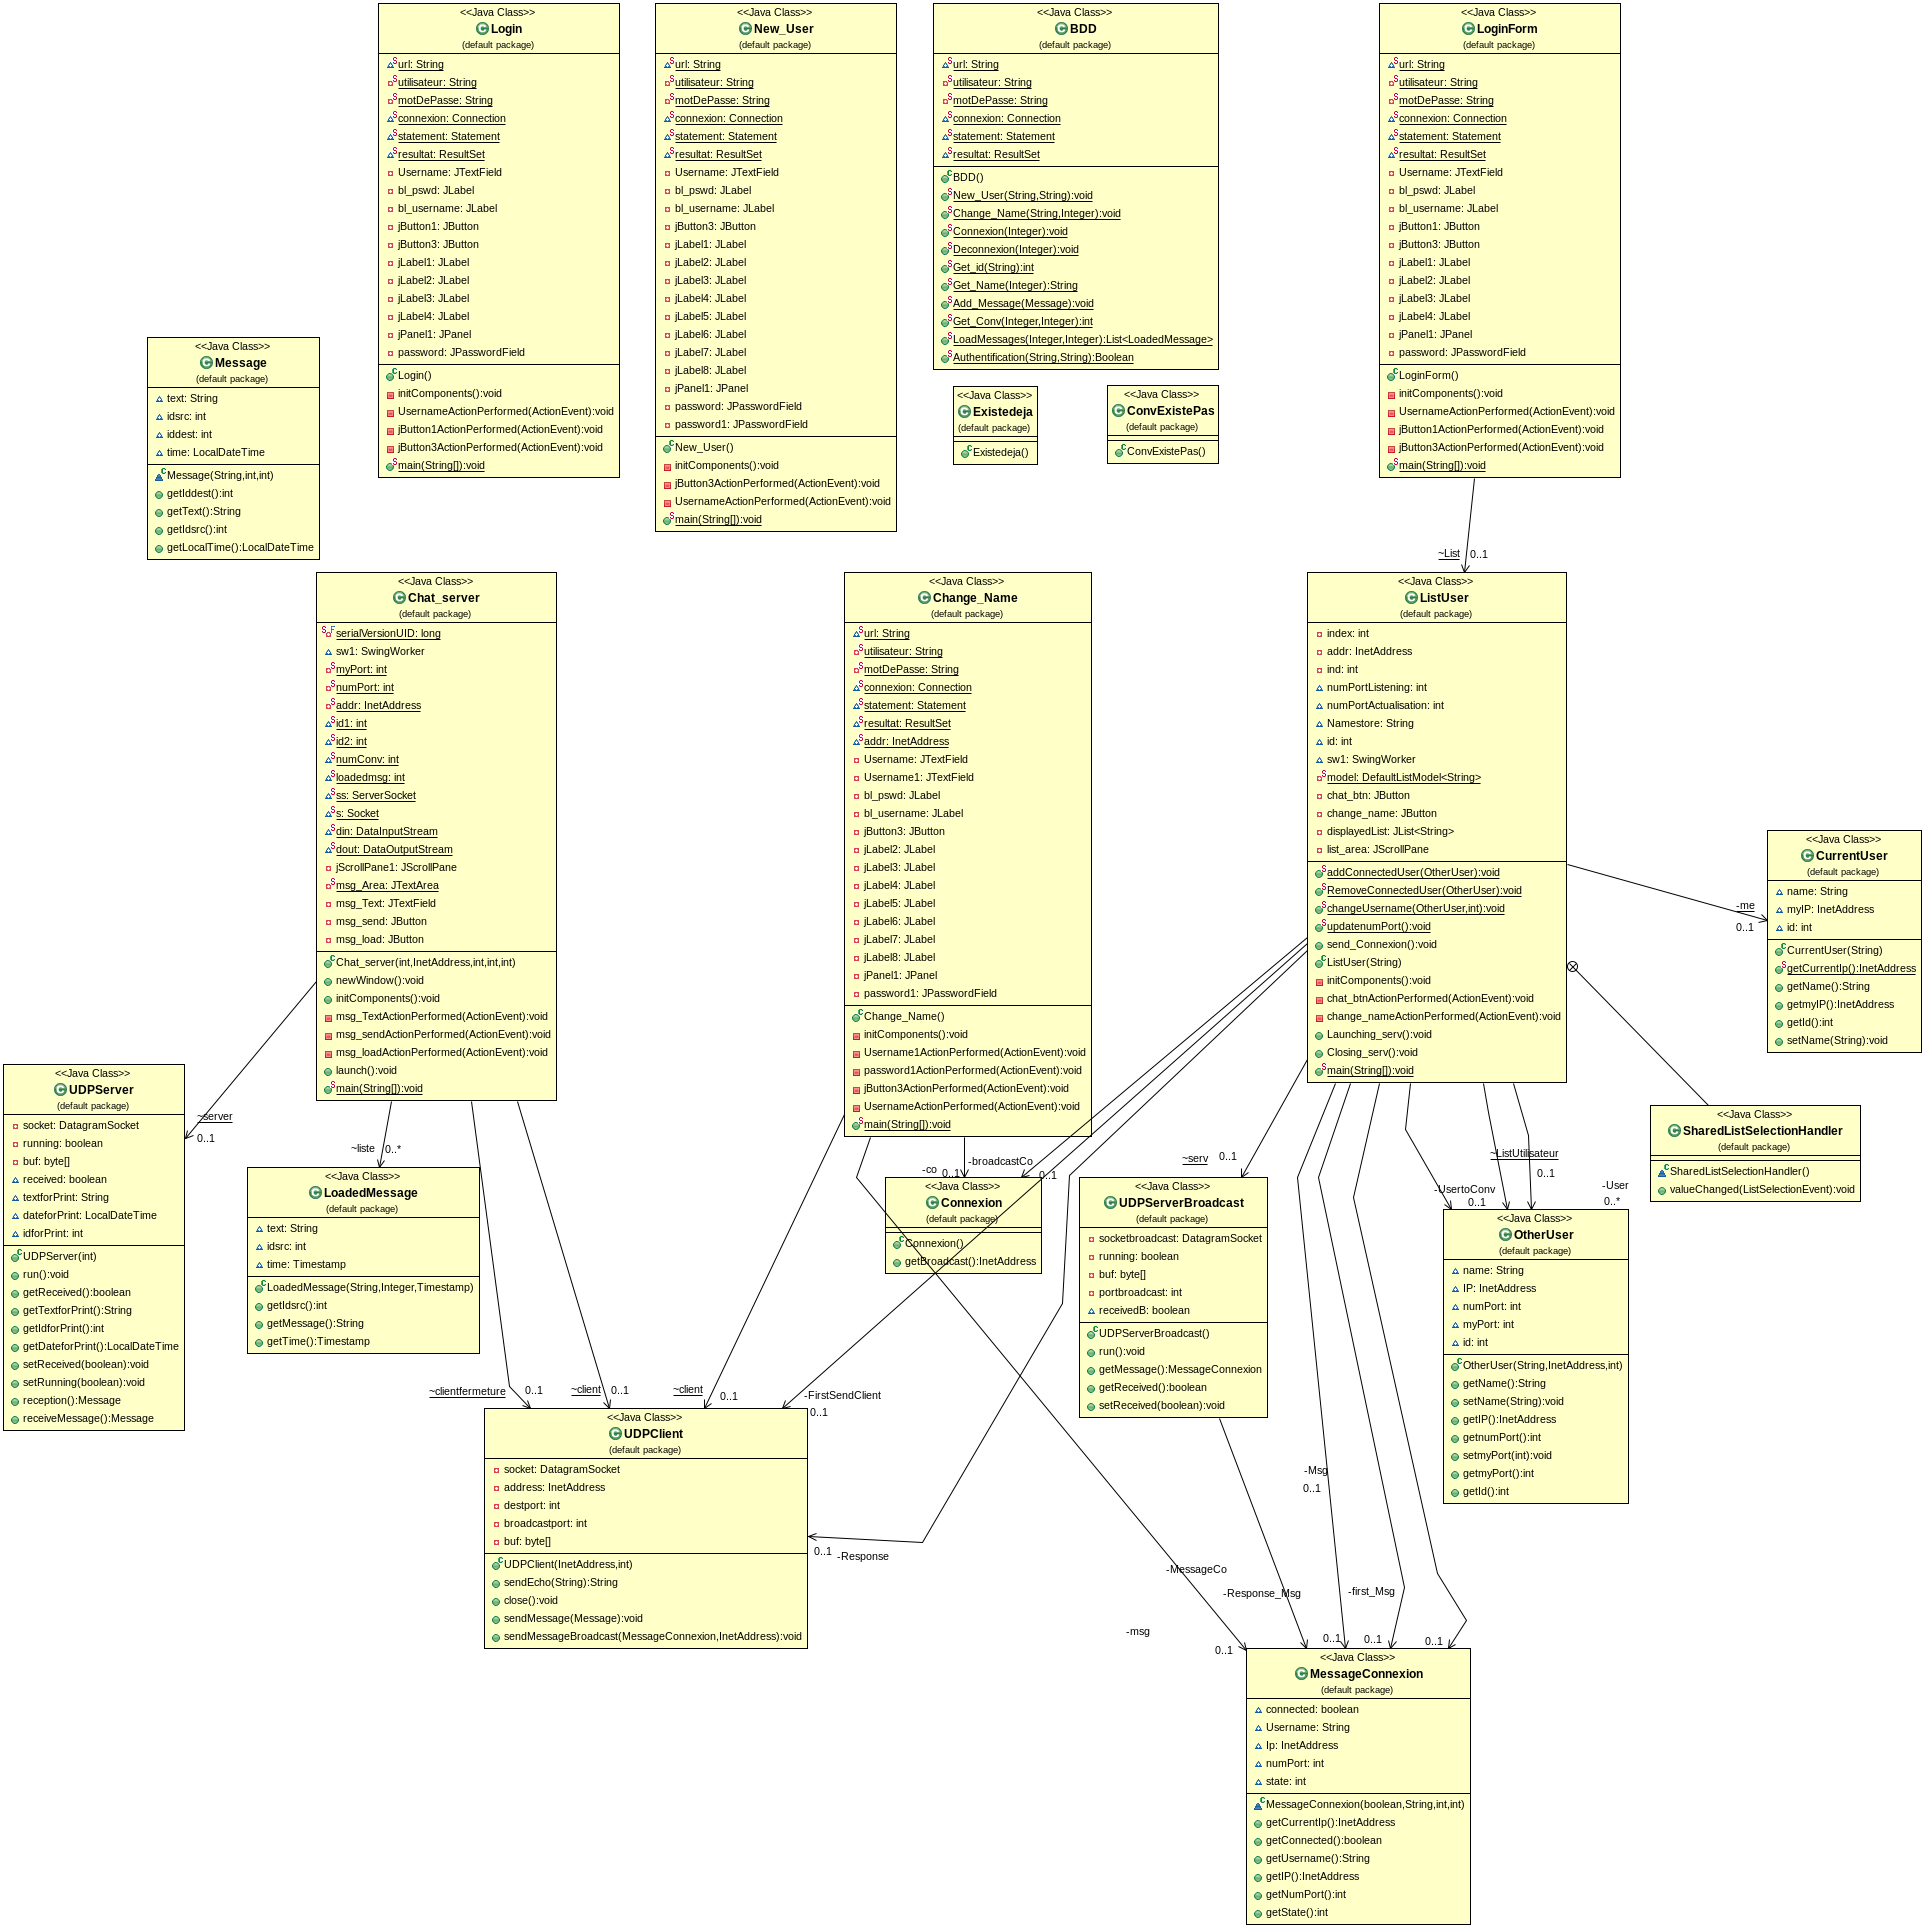 <<Java Class>>
Login
(default package)
url: String
utilisateur: String
motDePasse: String
connexion: Connection
statement: Statement
resultat: ResultSet
Username: JTextField
bl_pswd: JLabel
bl_username: JLabel
jButton1: JButton
jButton3: JButton
jLabel1: JLabel
jLabel2: JLabel
jLabel3: JLabel
jLabel4: JLabel
jPanel1: JPanel
password: JPasswordField
Login()
initComponents():void
UsernameActionPerformed(ActionEvent):void
jButton1ActionPerformed(ActionEvent):void
jButton3ActionPerformed(ActionEvent):void
main(String[]):void
<<Java Class>>
New_User
(default package)
url: String
utilisateur: String
motDePasse: String
connexion: Connection
statement: Statement
resultat: ResultSet
Username: JTextField
bl_pswd: JLabel
bl_username: JLabel
jButton3: JButton
jLabel1: JLabel
jLabel2: JLabel
jLabel3: JLabel
jLabel4: JLabel
jLabel5: JLabel
jLabel6: JLabel
jLabel7: JLabel
jLabel8: JLabel
jPanel1: JPanel
password: JPasswordField
password1: JPasswordField
New_User()
initComponents():void
jButton3ActionPerformed(ActionEvent):void
UsernameActionPerformed(ActionEvent):void
main(String[]):void
<<Java Class>>
BDD
(default package)
url: String
utilisateur: String
motDePasse: String
connexion: Connection
statement: Statement
resultat: ResultSet
BDD()
New_User(String,String):void
Change_Name(String,Integer):void
Connexion(Integer):void
Deconnexion(Integer):void
Get_id(String):int
Get_Name(Integer):String
Add_Message(Message):void
Get_Conv(Integer,Integer):int
LoadMessages(Integer,Integer):List<LoadedMessage>
Authentification(String,String):Boolean
<<Java Class>>
LoginForm
(default package)
url: String
utilisateur: String
motDePasse: String
connexion: Connection
statement: Statement
resultat: ResultSet
Username: JTextField
bl_pswd: JLabel
bl_username: JLabel
jButton1: JButton
jButton3: JButton
jLabel1: JLabel
jLabel2: JLabel
jLabel3: JLabel
jLabel4: JLabel
jPanel1: JPanel
password: JPasswordField
LoginForm()
initComponents():void
UsernameActionPerformed(ActionEvent):void
jButton1ActionPerformed(ActionEvent):void
jButton3ActionPerformed(ActionEvent):void
main(String[]):void
<<Java Class>>
Message
(default package)
text: String
idsrc: int
iddest: int
time: LocalDateTime
Message(String,int,int)
getIddest():int
getText():String
getIdsrc():int
getLocalTime():LocalDateTime
<<Java Class>>
Existedeja
(default package)
Existedeja()
<<Java Class>>
ConvExistePas
(default package)
ConvExistePas()
~List 0..1
<<Java Class>>
Chat_server
(default package)
serialVersionUID: long
sw1: SwingWorker
myPort: int
numPort: int
addr: InetAddress
id1: int
id2: int
numConv: int
loadedmsg: int
ss: ServerSocket
s: Socket
din: DataInputStream
dout: DataOutputStream
jScrollPane1: JScrollPane
msg_Area: JTextArea
msg_Text: JTextField
msg_send: JButton
msg_load: JButton
Chat_server(int,InetAddress,int,int,int)
newWindow():void
initComponents():void
msg_TextActionPerformed(ActionEvent):void
msg_sendActionPerformed(ActionEvent):void
msg_loadActionPerformed(ActionEvent):void
launch():void
main(String[]):void
<<Java Class>>
Change_Name
(default package)
url: String
utilisateur: String
motDePasse: String
connexion: Connection
statement: Statement
resultat: ResultSet
addr: InetAddress
Username: JTextField
Username1: JTextField
bl_pswd: JLabel
bl_username: JLabel
jButton3: JButton
jLabel2: JLabel
jLabel3: JLabel
jLabel4: JLabel
jLabel5: JLabel
jLabel6: JLabel
jLabel7: JLabel
jLabel8: JLabel
jPanel1: JPanel
password1: JPasswordField
Change_Name()
initComponents():void
Username1ActionPerformed(ActionEvent):void
password1ActionPerformed(ActionEvent):void
jButton3ActionPerformed(ActionEvent):void
UsernameActionPerformed(ActionEvent):void
main(String[]):void
<<Java Class>>
ListUser
(default package)
index: int
addr: InetAddress
ind: int
numPortListening: int
numPortActualisation: int
Namestore: String
id: int
sw1: SwingWorker
model: DefaultListModel<String>
chat_btn: JButton
change_name: JButton
displayedList: JList<String>
list_area: JScrollPane
addConnectedUser(OtherUser):void
RemoveConnectedUser(OtherUser):void
changeUsername(OtherUser,int):void
updatenumPort():void
send_Connexion():void
ListUser(String)
initComponents():void
chat_btnActionPerformed(ActionEvent):void
change_nameActionPerformed(ActionEvent):void
Launching_serv():void
Closing_serv():void
main(String[]):void
-me
0..1
<<Java Class>>
CurrentUser
(default package)
name: String
myIP: InetAddress
id: int
CurrentUser(String)
getCurrentIp():InetAddress
getName():String
getmyIP():InetAddress
getId():int
setName(String):void
<<Java Class>>
UDPServer
(default package)
socket: DatagramSocket
running: boolean
buf: byte[]
received: boolean
textforPrint: String
dateforPrint: LocalDateTime
idforPrint: int
UDPServer(int)
run():void
getReceived():boolean
getTextforPrint():String
getIdforPrint():int
getDateforPrint():LocalDateTime
setReceived(boolean):void
setRunning(boolean):void
reception():Message
receiveMessage():Message
~server
0..1
~liste 0..*
<<Java Class>>
LoadedMessage
(default package)
text: String
idsrc: int
time: Timestamp
LoadedMessage(String,Integer,Timestamp)
getIdsrc():int
getMessage():String
getTime():Timestamp
-co 0..1
-broadcastCo
0..1
<<Java Class>>
Connexion
(default package)
Connexion()
getBroadcast():InetAddress
~serv 0..1
<<Java Class>>
UDPServerBroadcast
(default package)
socketbroadcast: DatagramSocket
running: boolean
buf: byte[]
portbroadcast: int
receivedB: boolean
UDPServerBroadcast()
run():void
getMessage():MessageConnexion
getReceived():boolean
setReceived(boolean):void
<<Java Class>>
SharedListSelectionHandler
(default package)
SharedListSelectionHandler()
valueChanged(ListSelectionEvent):void
~ListUtilisateur
0..1
-UsertoConv
0..1
-User
0..*
<<Java Class>>
OtherUser
(default package)
name: String
IP: InetAddress
numPort: int
myPort: int
id: int
OtherUser(String,InetAddress,int)
getName():String
setName(String):void
getIP():InetAddress
getnumPort():int
setmyPort(int):void
getmyPort():int
getId():int
~clientfermeture 0..1
~client 0..1
~client 0..1
-FirstSendClient
0..1
<<Java Class>>
UDPClient
(default package)
socket: DatagramSocket
address: InetAddress
destport: int
broadcastport: int
buf: byte[]
UDPClient(InetAddress,int)
sendEcho(String):String
close():void
sendMessage(Message):void
sendMessageBroadcast(MessageConnexion,InetAddress):void
0..1 -Response
-Msg
0..1
-MessageCo
-Response_Msg
-first_Msg
-msg
0..1
0..1
0..1
0..1
<<Java Class>>
MessageConnexion
(default package)
connected: boolean
Username: String
Ip: InetAddress
numPort: int
state: int
MessageConnexion(boolean,String,int,int)
getCurrentIp():InetAddress
getConnected():boolean
getUsername():String
getIP():InetAddress
getNumPort():int
getState():int